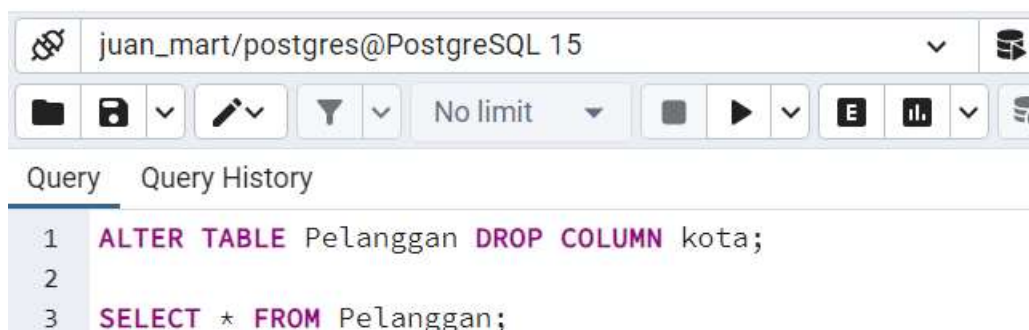 juan_mart/postgres@PostgreSQL 15
No limit
E
Query Query History
1 ALTER TABLE Pelanggan DROP COLUMN kota;
2
3 SELECT * FROM Pelanggan;